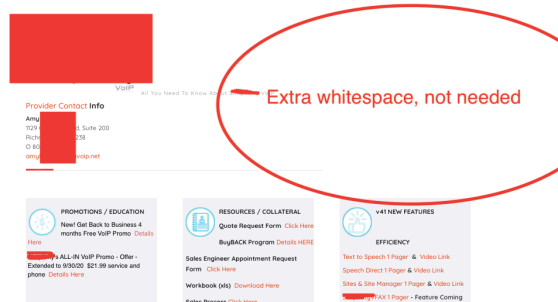 VoIP
All You Need To Know About
Extra whitespace, not needed
Provider Contact Info
Amy
1129 d, Suite 200
Rich 238
O 80
amy voip.net
PROMOTIONS / EDUCATION
New! Get Back to Business 4
months Free VoIP Promo Details
Here
's ALL-IN VoIP Promo - Offer -
Extended to 9/30/20 $21.99 service and
phone Details Here
RESOURCES / COLLATERAL
Quote Request Form Click Here
BuyBACK Program Details HERE
Sales Engineer Appointment Request
Form Click Here
Workbook (xls) Download Here
Sales Process Click Here
v41 NEW FEATURES
EFFICIENCY
Text to Speech 1 Pager & Video Link
Speech Direct 1 Pager & Video Link
Sites & Site Manager 1 Pager & Video Link
FAX 1 Pager - Feature Coming